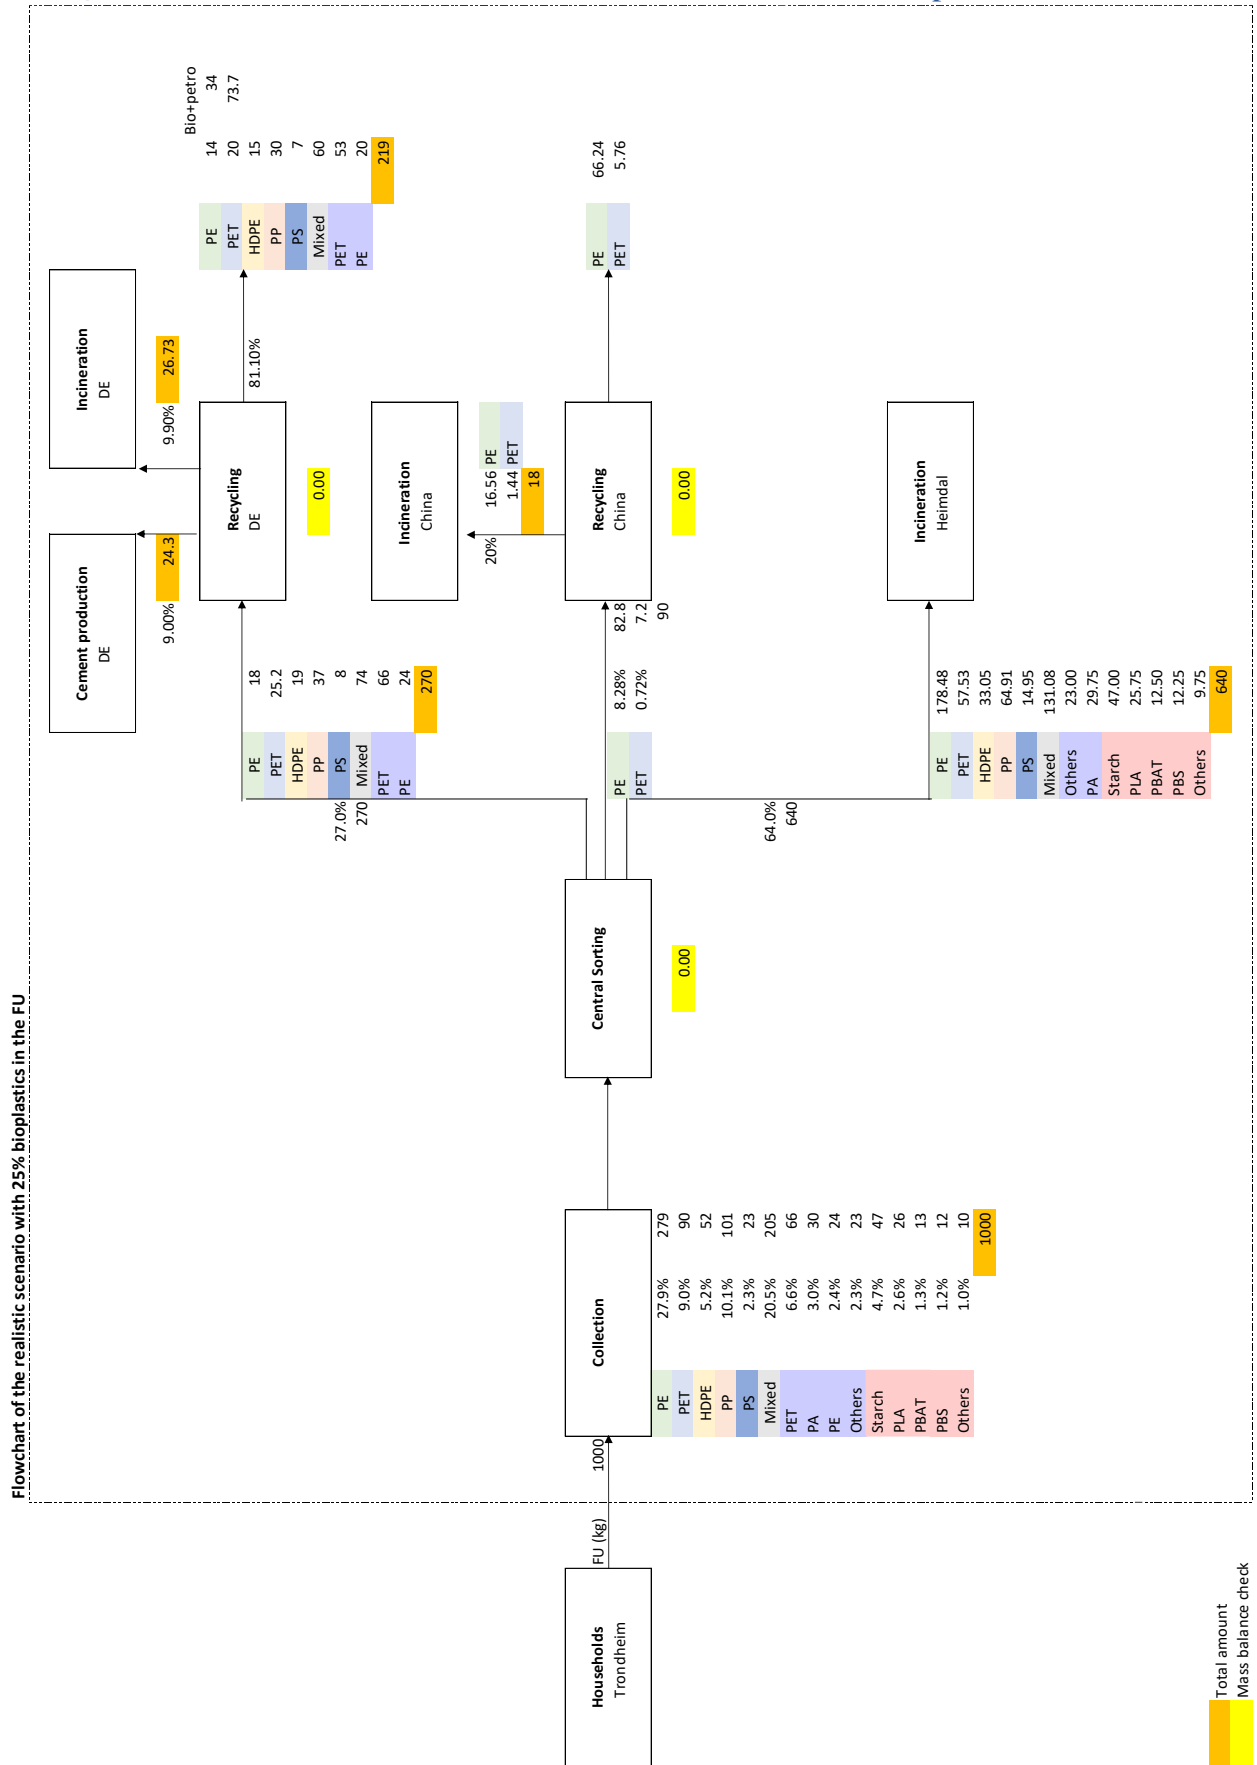 Flowchart of the realistic scenario with 25% bioplastics in the FU
Households
Trondheim
FU (kg)
1000
Collection
PE 27.9% 279
PET 9.0% 90
HDPE 5.2% 52
PP 10.1% 101
PS 2.3% 23
Mixed 20.5% 205
PET 6.6% 66
PA 3.0% 30
PE 2.4% 24
Others 2.3% 23
Starch 4.7% 47
PLA 2.6% 26
PBAT 1.3% 13
PBS 1.2% 12
Others 1.0% 10
1000
Central Sorting
0.00
27.0%
270
PE 18
PET 25.2
HDPE 19
PP 37
PS 8
Mixed 74
PET 66
PE 24
270
Cement production
DE
9.00% 24.3
Incineration
DE
9.90% 26.73
Recycling
DE
0.00
81.10%
Bio+petro
PE 14 34
PET 20 73.7
HDPE 15
PP 30
PS 7
Mixed 60
PET 53
PE 20
219
PE 8.28% 82.8
PET 0.72% 7.2
90
Incineration
China
20%
16.56 PE
1.44 PET
18
Recycling
China
0.00
PE 66.24
PET 5.76
64.0%
640
Incineration
Heimdal
PE 178.48
PET 57.53
HDPE 33.05
PP 64.91
PS 14.95
Mixed 131.08
Others 23.00
PA 29.75
Starch 47.00
PLA 25.75
PBAT 12.50
PBS 12.25
Others 9.75
640
Total amount
Mass balance check